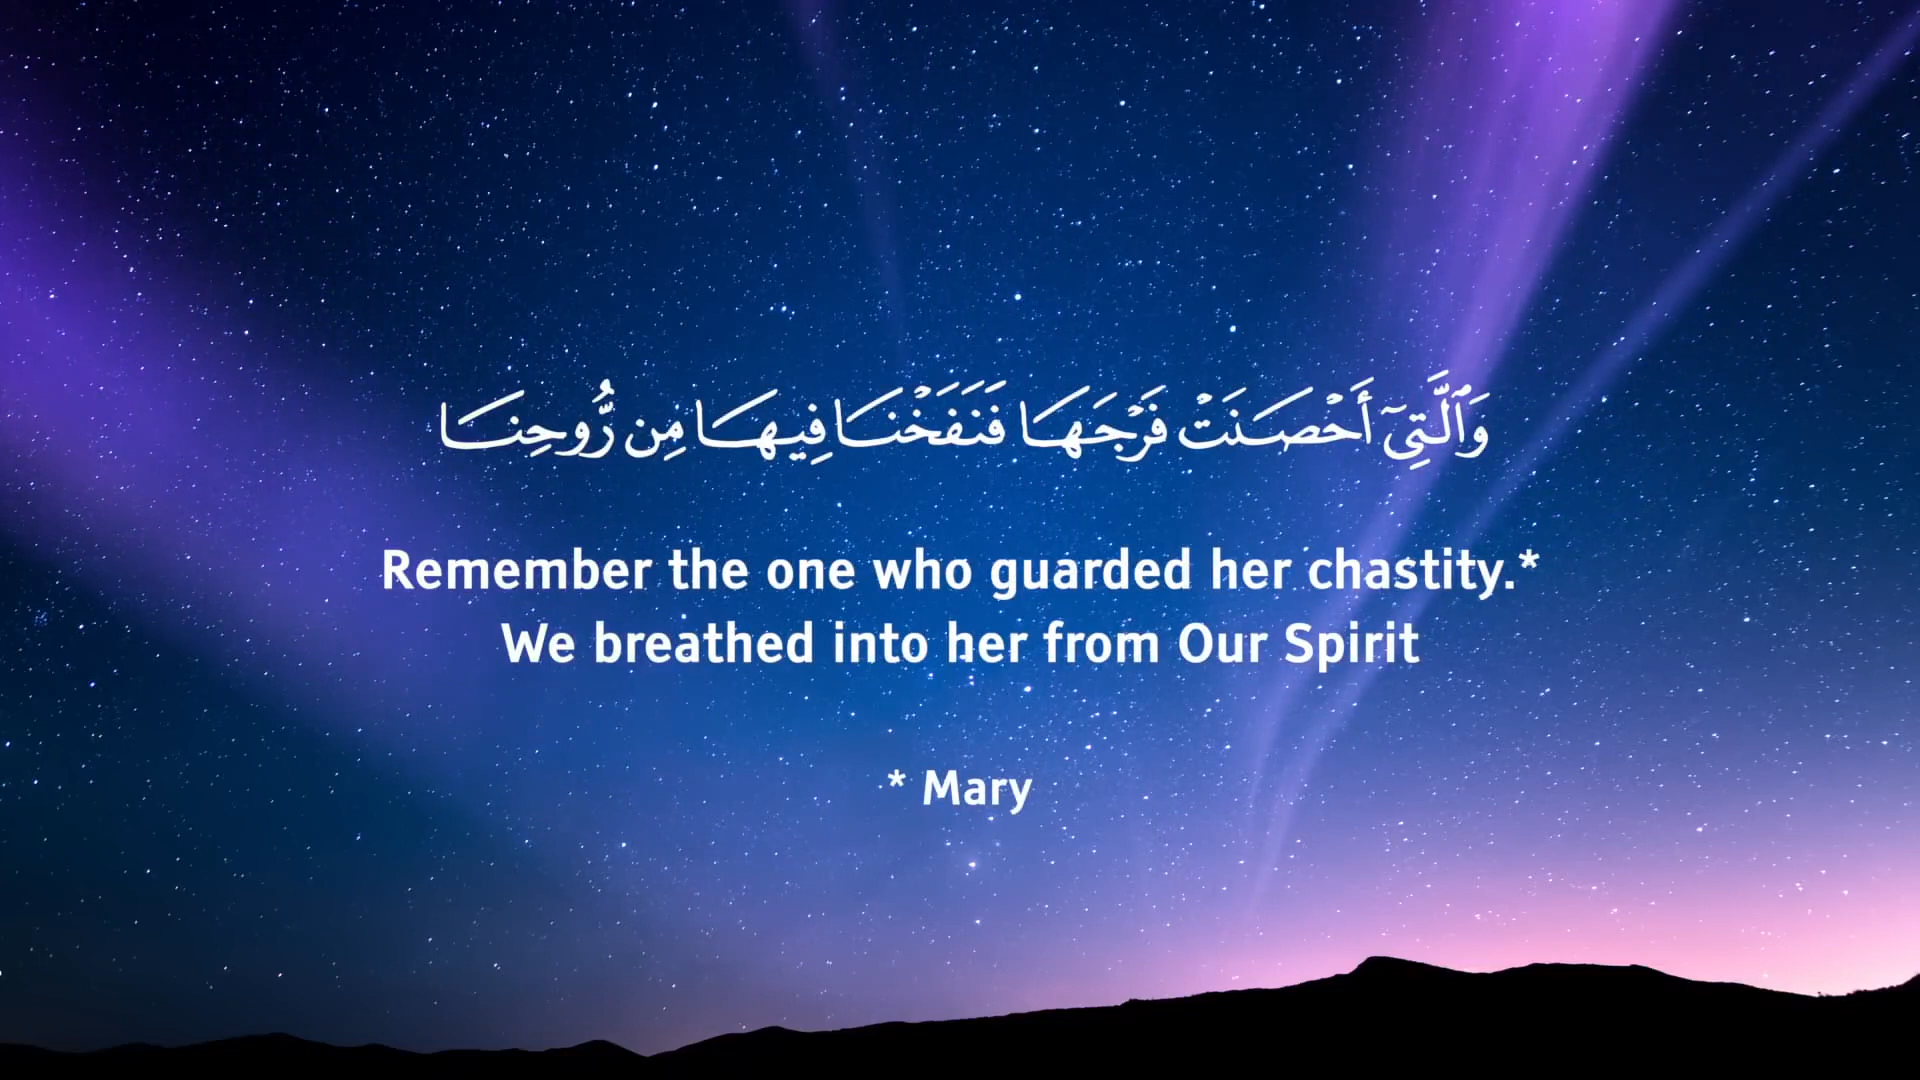 وَٱلَّتِىٓ أَحْصَنَتْ فَرْجَهَا فَنَفَخْنَا فِيهَا مِن رُّوحِنَا
Remember the one who guarded her chastity.*
We breathed into her from Our Spirit
* Mary